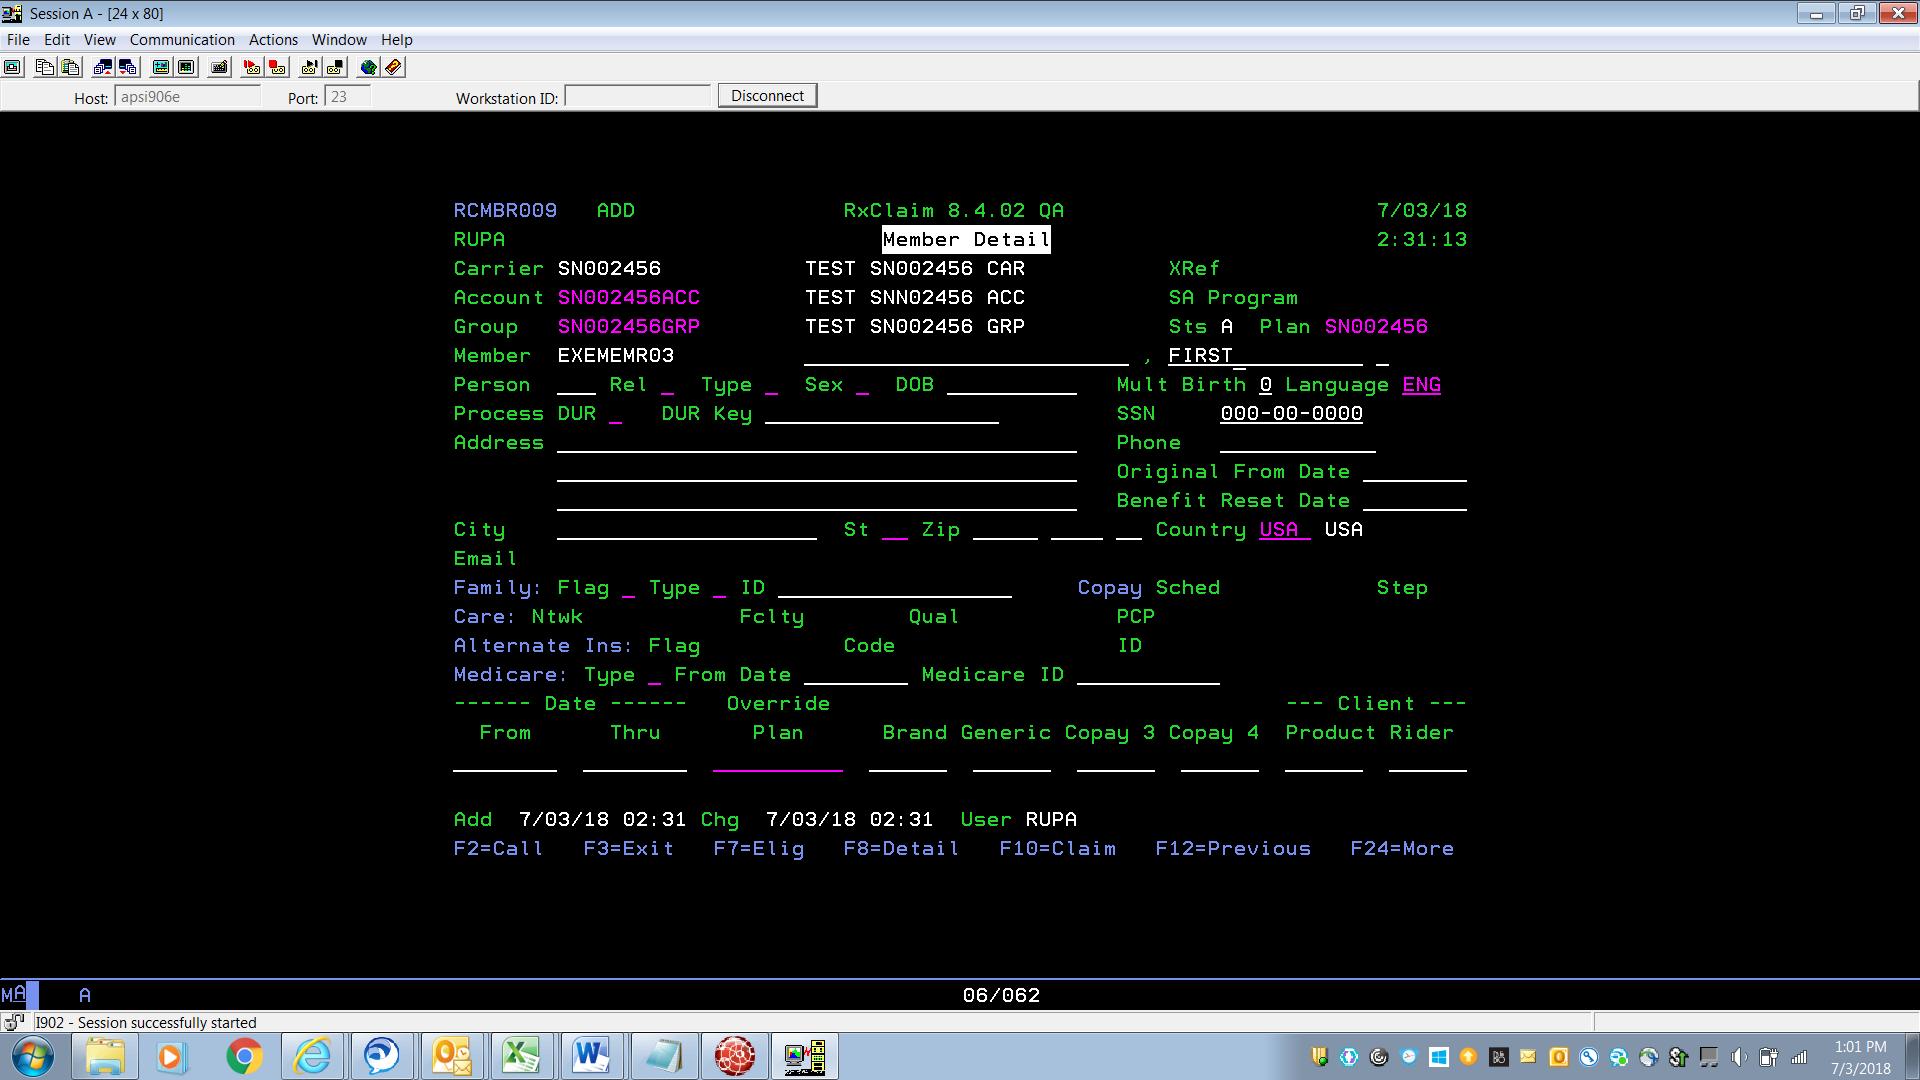 Session A - [24 x 80]
File Edit View Communication Actions Window Help
Host: apsi906e Port: 23 Workstation ID: Disconnect
RCMBR009 ADD RxClaim 8.4.02 QA 7/03/18
RUPA Member Detail 2:31:13
Carrier SN002456 TEST SN002456 CAR XRef
Account SN002456ACC TEST SNN02456 ACC SA Program
Group SN002456GRP TEST SN002456 GRP Sts A Plan SN002456
Member EXEMEMR03 , FIRST
Person Rel Type Sex DOB Mult Birth 0 Language ENG
Process DUR DUR Key SSN 000-00-0000
Address Phone
Original From Date
Benefit Reset Date
City St Zip Country USA USA
Email
Family: Flag Type ID Copay Sched Step
Care: Ntwk Fclty Qual PCP
Alternate Ins: Flag Code ID
Medicare: Type From Date Medicare ID
------ Date ------ Override --- Client ---
From Thru Plan Brand Generic Copay 3 Copay 4 Product Rider
Add 7/03/18 02:31 Chg 7/03/18 02:31 User RUPA
F2=Call F3=Exit F7=Elig F8=Detail F10=Claim F12=Previous F24=More
MA A 06/062
I902 - Session successfully started
1:01 PM
7/3/2018